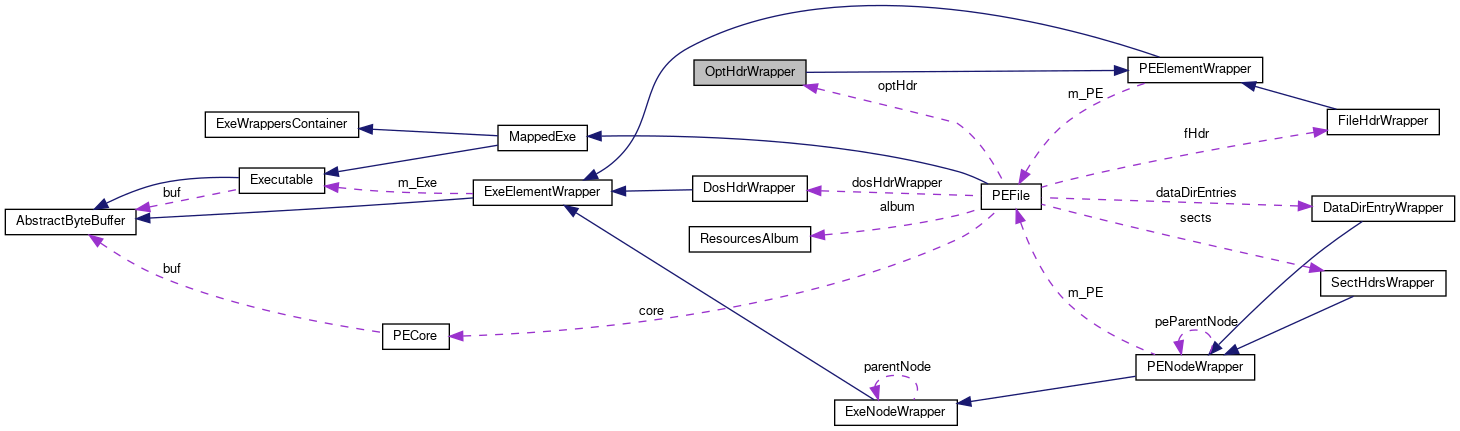 OptHdrWrapper
PEElementWrapper
optHdr
m_PE
ExeWrappersContainer
MappedExe
FileHdrWrapper
fHdr
Executable
m_Exe
buf
ExeElementWrapper
DosHdrWrapper
dosHdrWrapper
PEFile
dataDirEntries
DataDirEntryWrapper
AbstractByteBuffer
album
sects
ResourcesAlbum
buf
SectHdrsWrapper
m_PE
core
peParentNode
PECore
parentNode
PENodeWrapper
ExeNodeWrapper